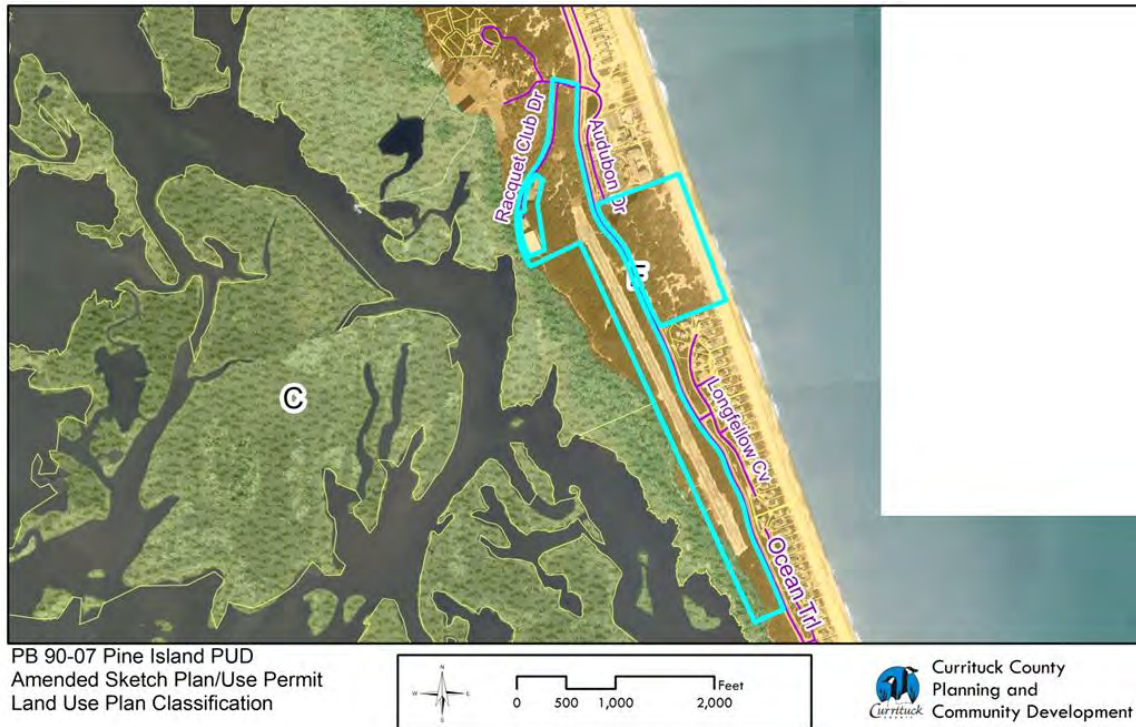 Racquet Club Dr
Audubon Dr
F
C
Longfellow Cv
Ocean Trl
PB 90-07 Pine Island PUD
Amended Sketch Plan/Use Permit
Land Use Plan Classification
N
W
E
S
0 500 1,000 2,000
Feet
Currituck
COUNTY
Currituck County
Planning and
Community Development